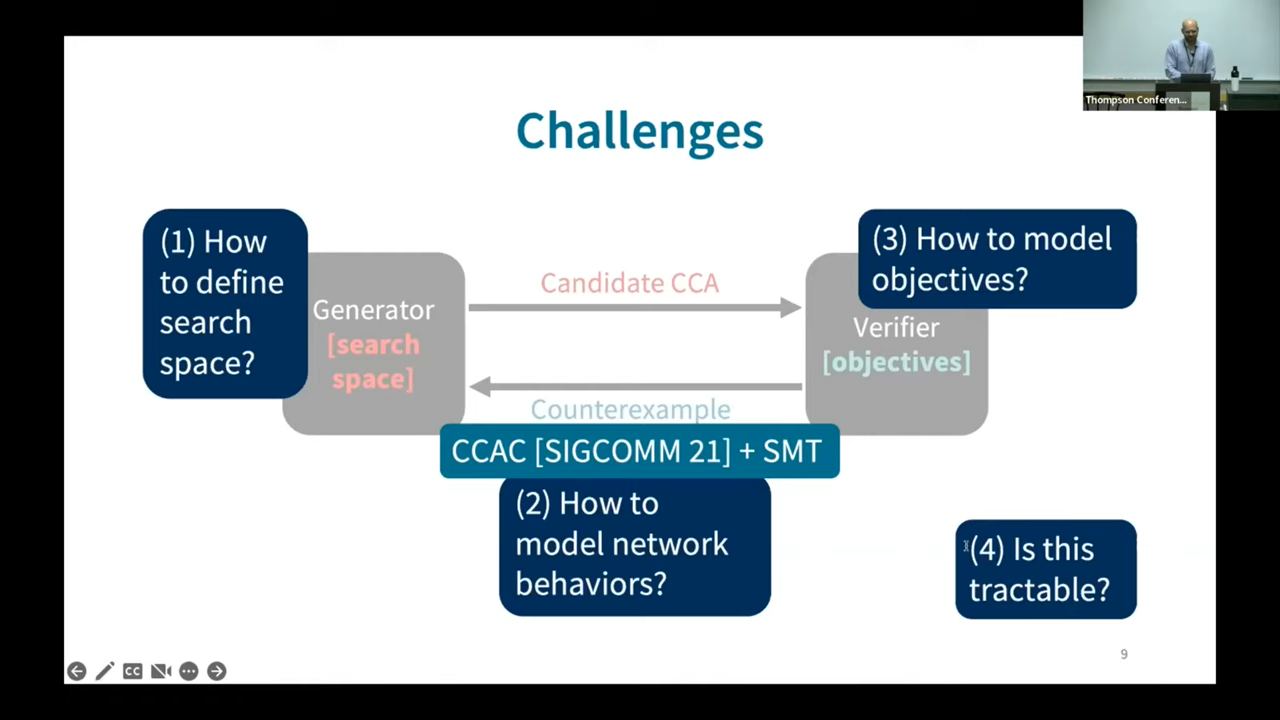 Thompson Conferen...
Challenges
(1) How
to define
search
space?
Generator
[search
space]
Candidate CCA
Counterexample
(3) How to model
objectives?
Verifier
[objectives]
CCAC [SIGCOMM 21] + SMT
(2) How to
model network
behaviors?
(4) Is this
tractable?
9
CC